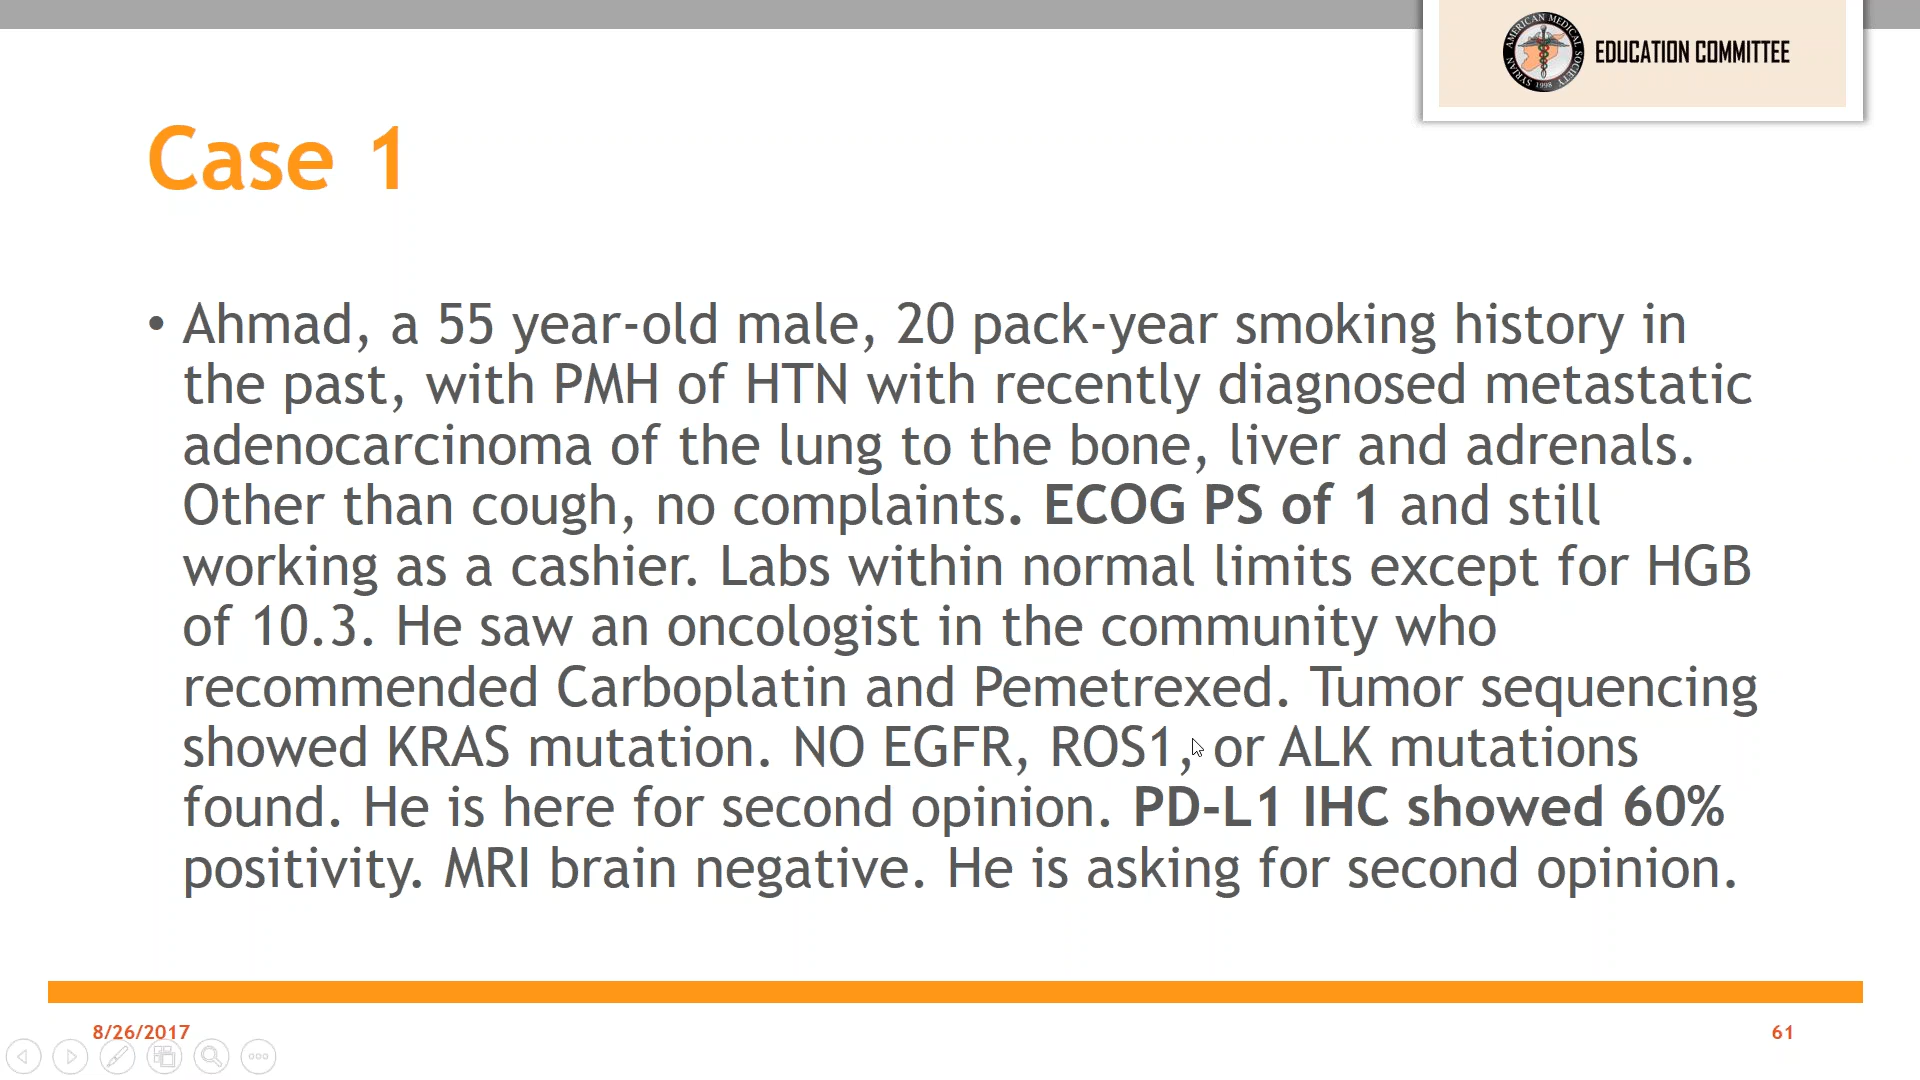 SYRIAN AMERICAN MEDICAL SOCIETY
1998
EDUCATION COMMITTEE
Case 1
• Ahmad, a 55 year-old male, 20 pack-year smoking history in
the past, with PMH of HTN with recently diagnosed metastatic
adenocarcinoma of the lung to the bone, liver and adrenals.
Other than cough, no complaints. ECOG PS of 1 and still
working as a cashier. Labs within normal limits except for HGB
of 10.3. He saw an oncologist in the community who
recommended Carboplatin and Pemetrexed. Tumor sequencing
showed KRAS mutation. NO EGFR, ROS1, or ALK mutations
found. He is here for second opinion. PD-L1 IHC showed 60%
positivity. MRI brain negative. He is asking for second opinion.
8/26/2017
61